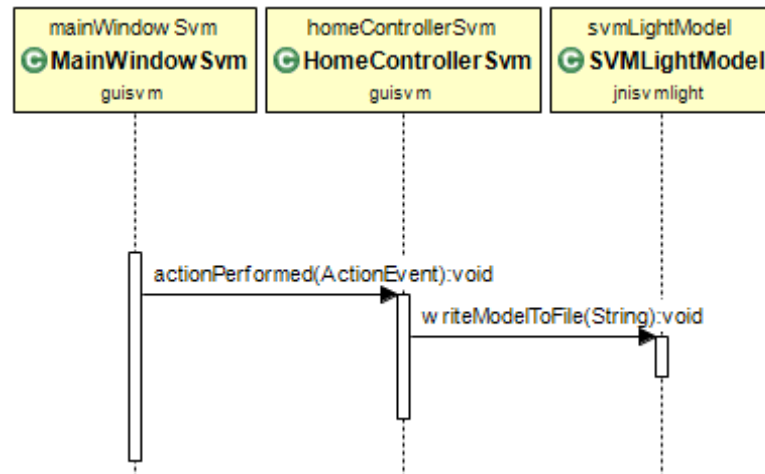 mainWindowSvm
C MainWindowSvm
guisvm
homeControllerSvm
C HomeControllerSvm
guisvm
svmLightModel
C SVMLightModel
jnisvmlight
actionPerformed(ActionEvent):void
writeModelToFile(String):void